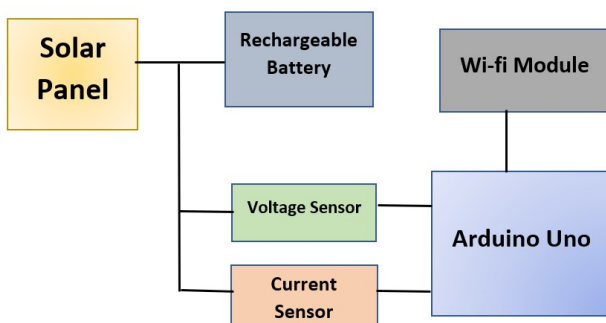 Solar
Panel
Rechargeable
Battery
Wi-fi Module
Voltage Sensor
Arduino Uno
Current
Sensor